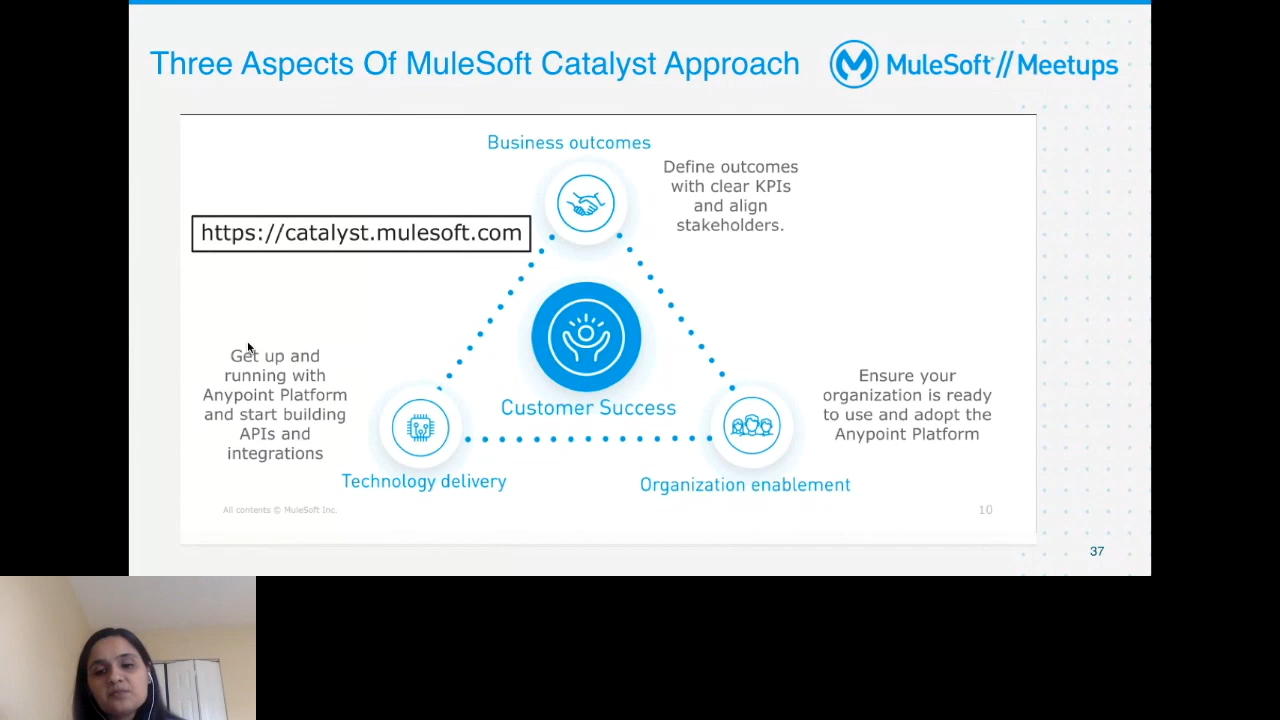 Three Aspects Of MuleSoft Catalyst Approach
MuleSoft // Meetups
Business outcomes
Define outcomes
with clear KPIs
and align
stakeholders.
https://catalyst.mulesoft.com
Get up and
running with
Anypoint Platform
and start building
APIs and
integrations
Customer Success
Ensure your
organization is ready
to use and adopt the
Anypoint Platform
Technology delivery
Organization enablement
All contents © MuleSoft Inc.
10
37